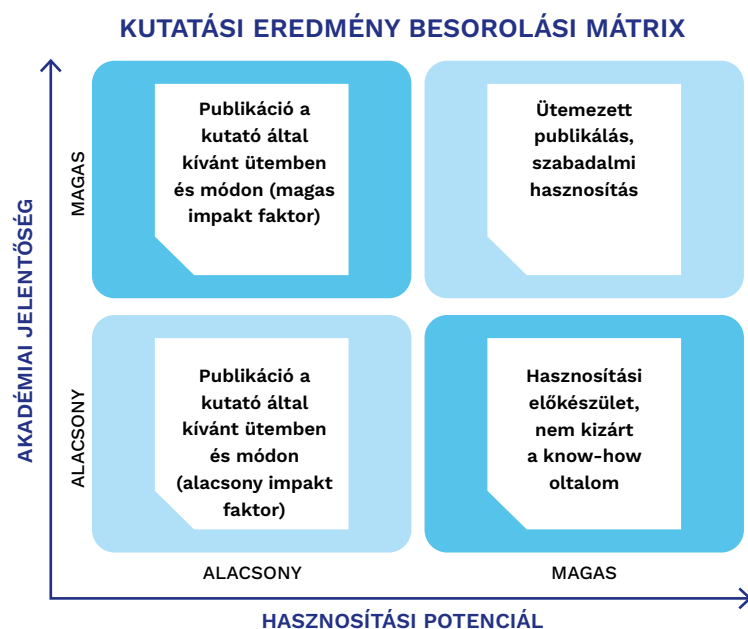 KUTATÁSI EREDMÉNY BESOROLÁSI MÁTRIX
AKADÉMIAI JELENTŐSÉG
MAGAS
Publikáció a
kutató által
kívánt ütemben
és módon (magas
impakt faktor)
Ütemezett
publikálás,
szabadalmi
hasznosítás
ALACSONY
Publikáció a
kutató által
kívánt ütemben
és módon
(alacsony impakt
faktor)
Hasznosítási
előkészület,
nem kizárt
a know-how
oltalom
ALACSONY
MAGAS
HASZNOSÍTÁSI POTENCIÁL